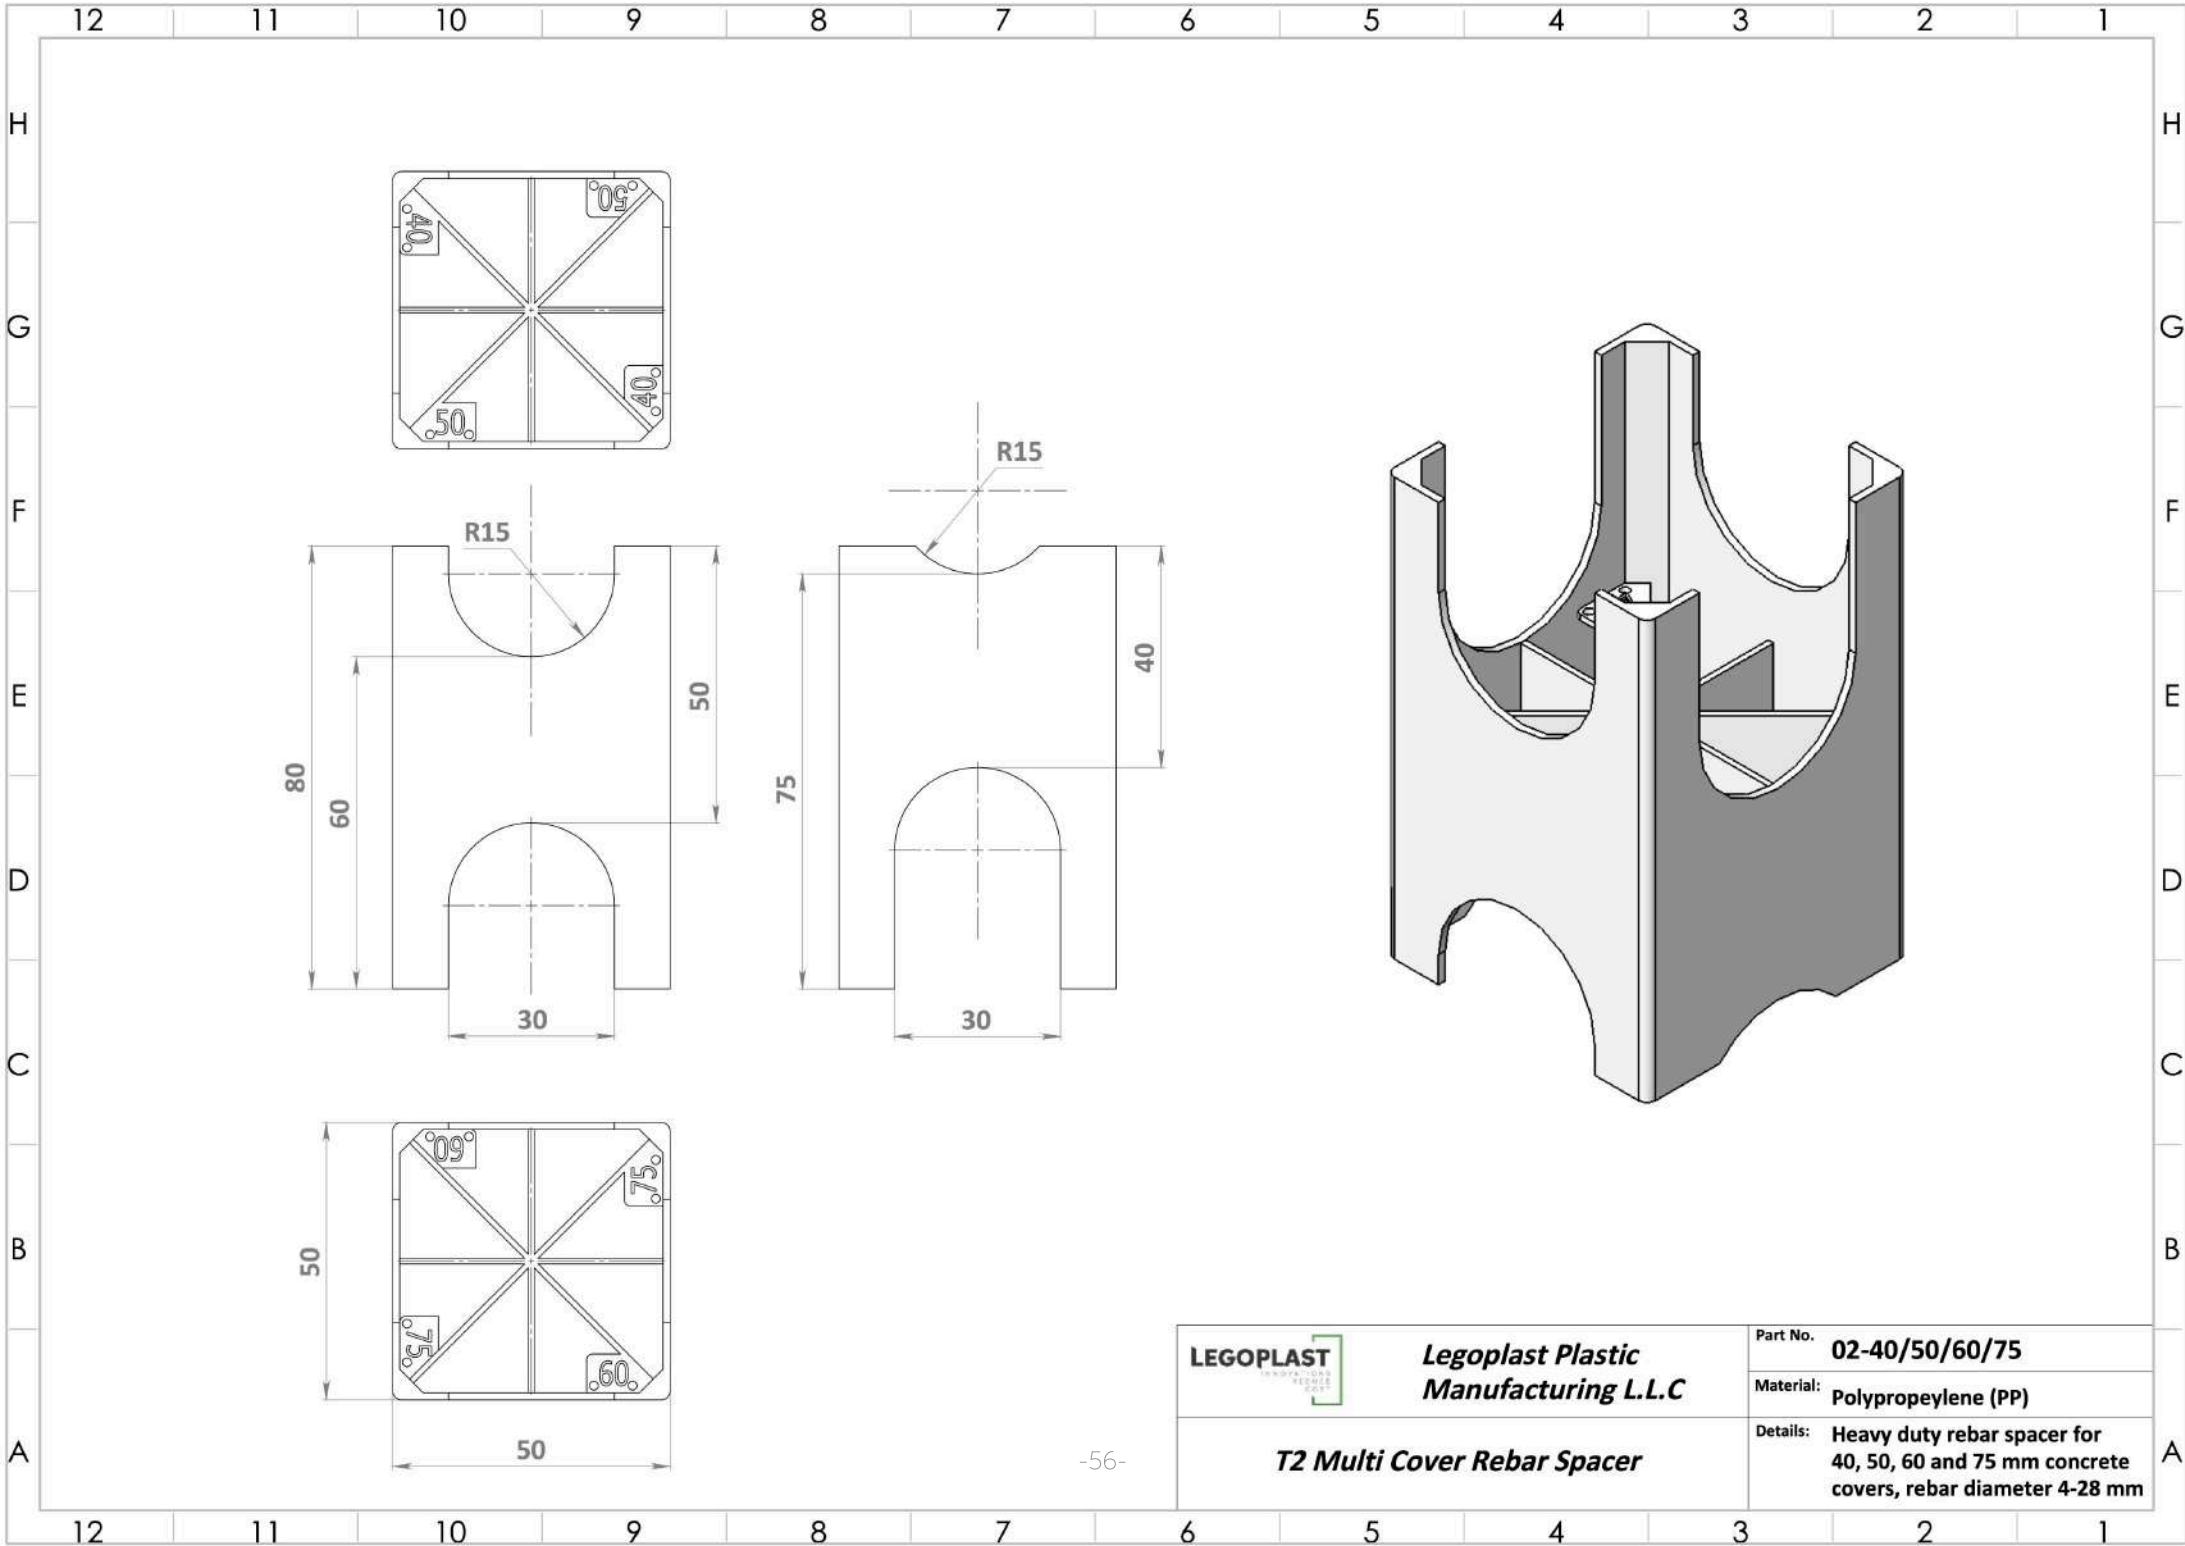 12 11 10 9 8 7 6 5 4 3 2 1
H H
50
40
G G
40
50
R15
F F
R15
40
E E
50
80
75
60
D D
30 30
C C
60
75
B B
50
75
60
LEGOPLAST
INNOVATIONS
REDUCE
COST
Legoplast Plastic
Manufacturing L.L.C
Part No. 02-40/50/60/75
Material: Polypropeylene (PP)
T2 Multi Cover Rebar Spacer
Details: Heavy duty rebar spacer for
40, 50, 60 and 75 mm concrete
covers, rebar diameter 4-28 mm
A A
50
-56-
12 11 10 9 8 7 6 5 4 3 2 1